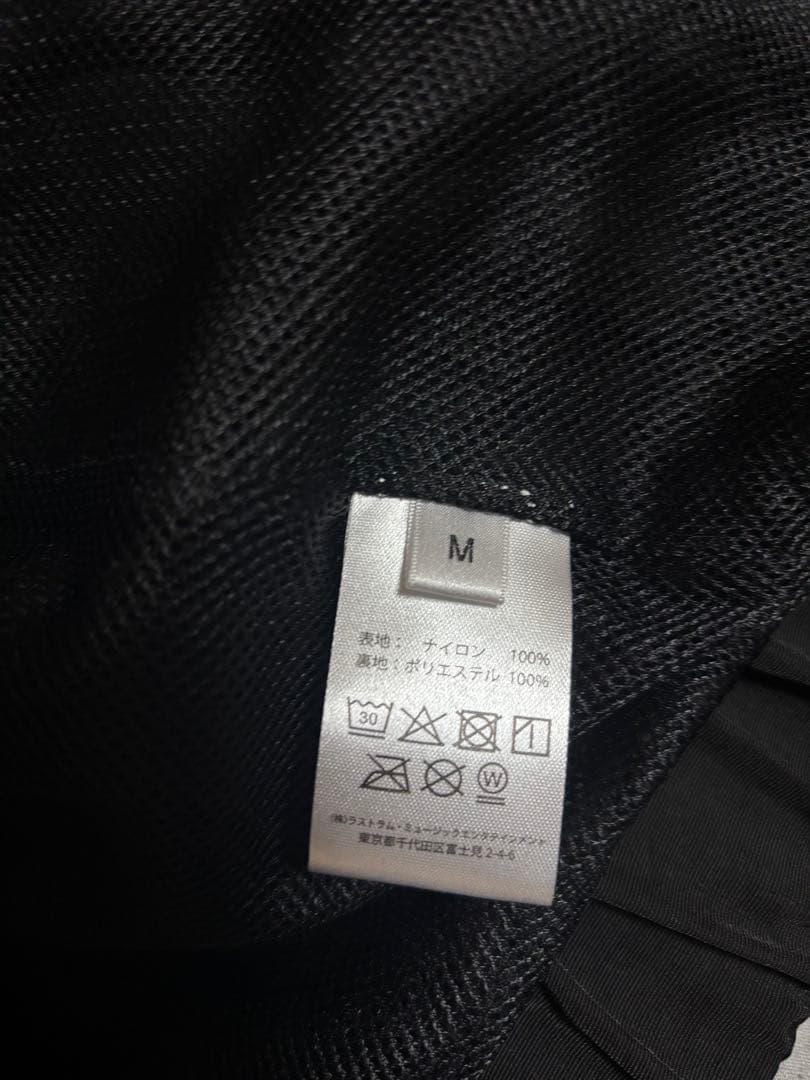 M
表地： ナイロン 100%
裏地：ポリエステル 100%
30
W
(株)ラストラム・ミュージックエンタテインメント
東京都千代田区富士見 2-4-6